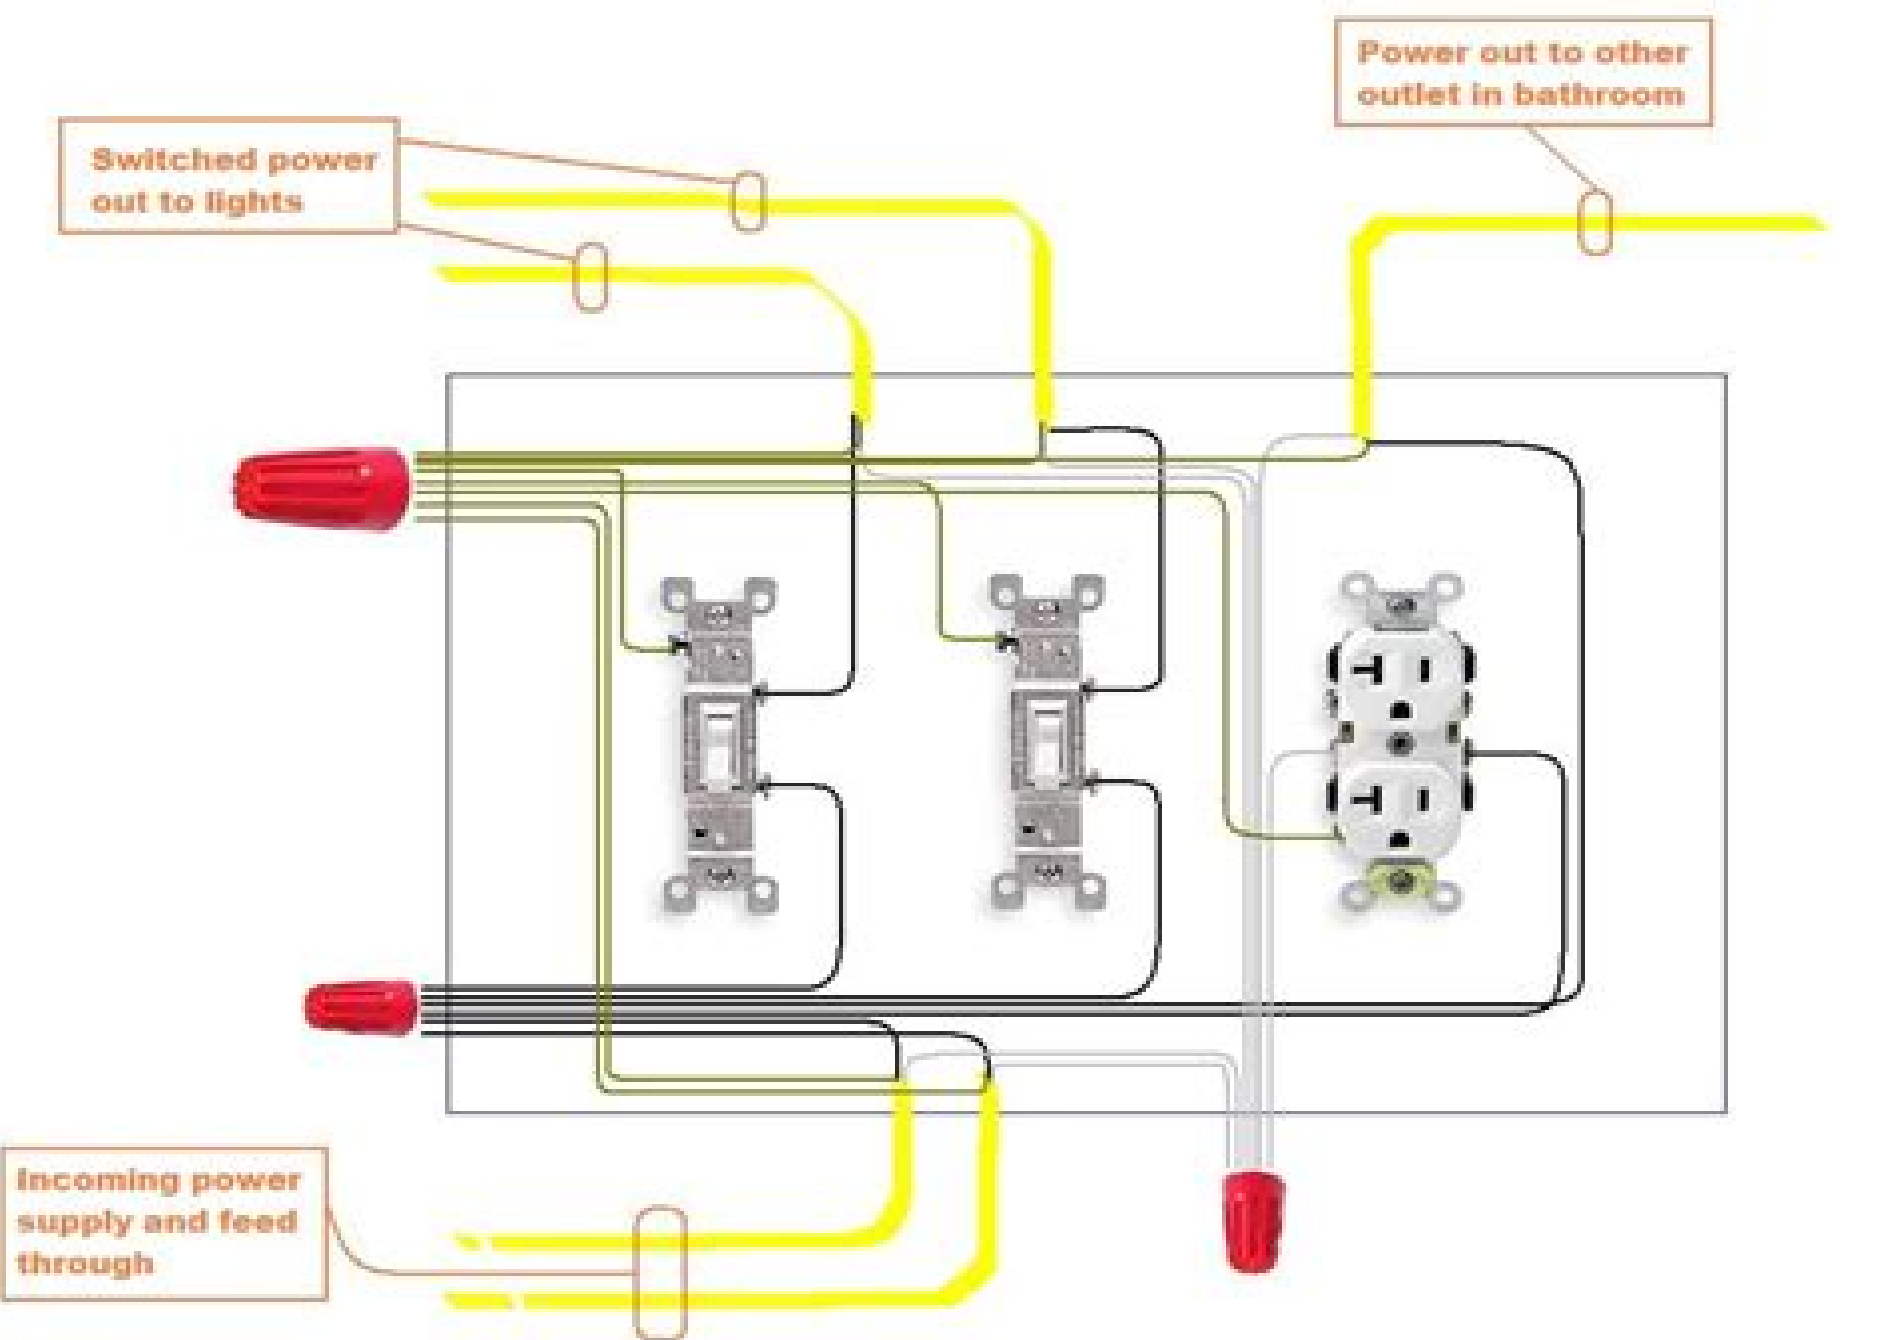 Power out to other
outlet in bathroom
Switched power
out to lights
Incoming power
supply and feed
through